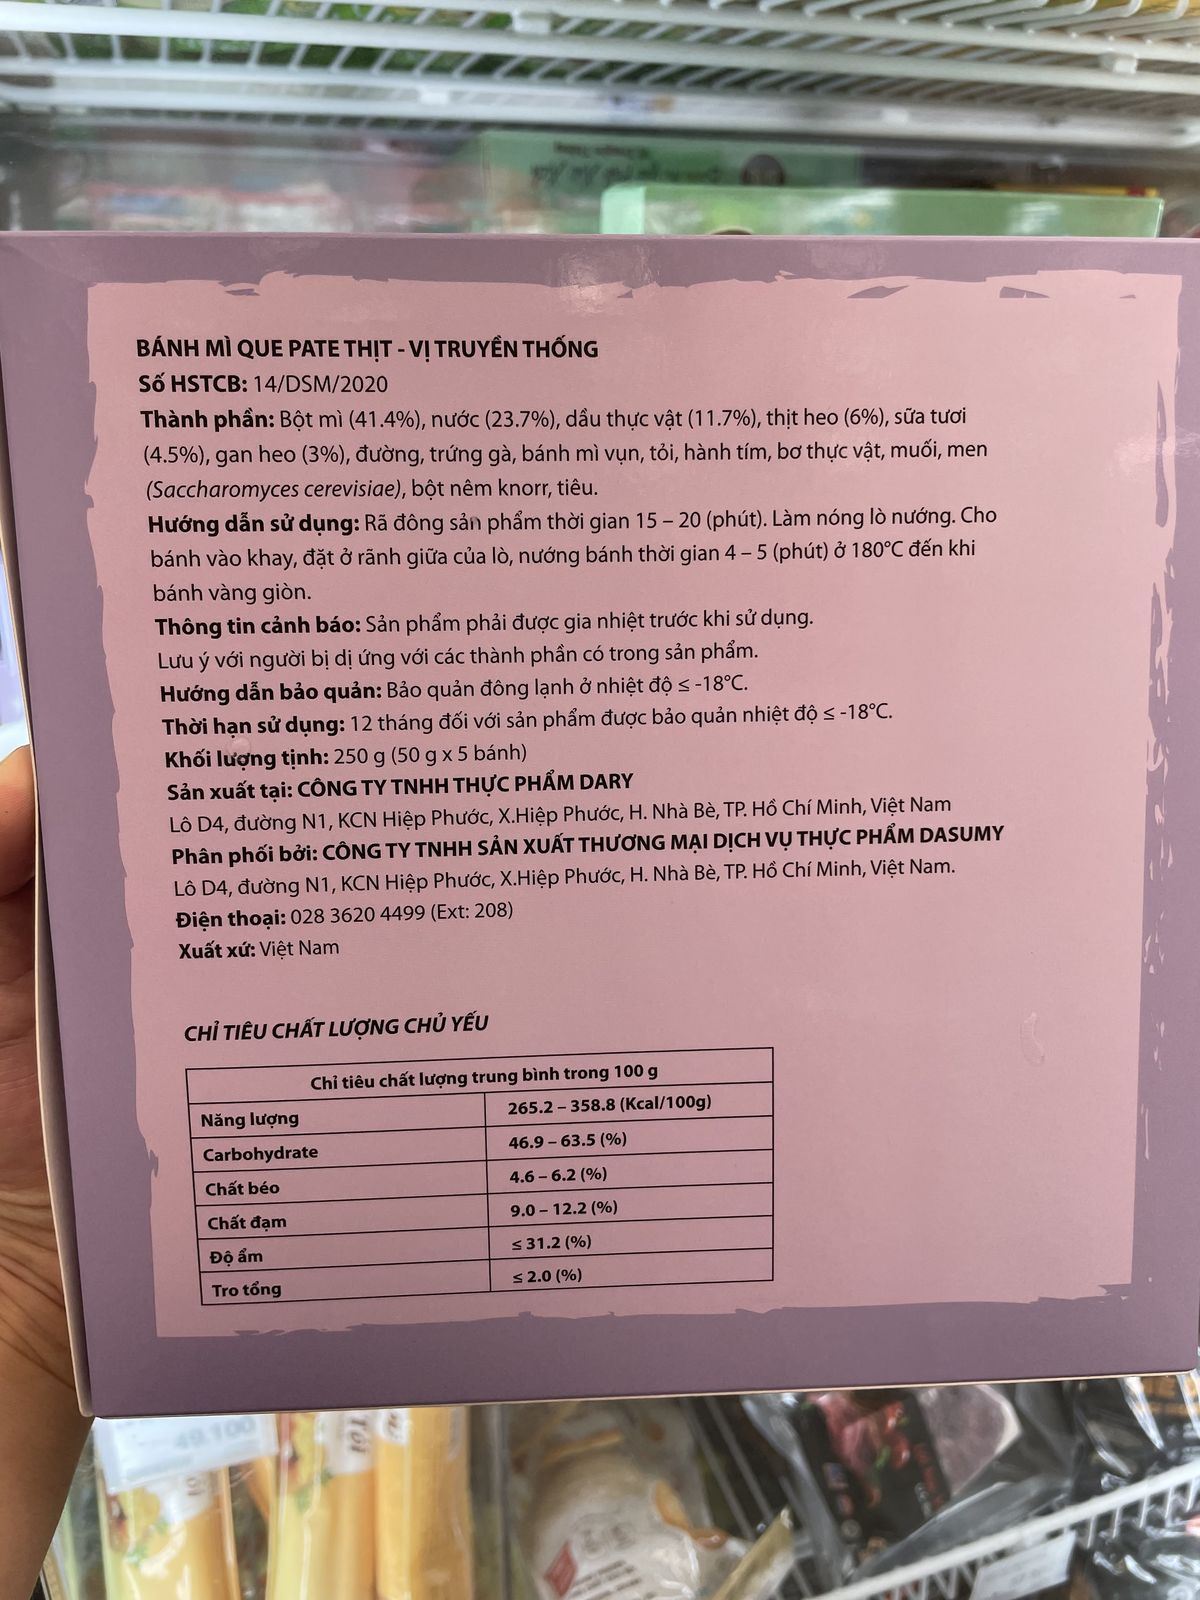 BÁNH MÌ QUE PATE THỊT - VỊ TRUYỀN THỐNG
Số HSTCB: 14/DSM/2020
Thành phần: Bột mì (41.4%), nước (23.7%), dầu thực vật (11.7%), thịt heo (6%), sữa tươi
(4.5%), gan heo (3%), đường, trứng gà, bánh mì vụn, tỏi, hành tím, bơ thực vật, muối, men
(Saccharomyces cerevisiae), bột nêm knorr, tiêu.
Hướng dẫn sử dụng: Rã đông sản phẩm thời gian 15 – 20 (phút). Làm nóng lò nướng. Cho
bánh vào khay, đặt ở rãnh giữa của lò, nướng bánh thời gian 4 – 5 (phút) ở 180°C đến khi
bánh vàng giòn.
Thông tin cảnh báo: Sản phẩm phải được gia nhiệt trước khi sử dụng.
Lưu ý với người bị dị ứng với các thành phần có trong sản phẩm.
Hướng dẫn bảo quản: Bảo quản đông lạnh ở nhiệt độ ≤ -18°C.
Thời hạn sử dụng: 12 tháng đối với sản phẩm được bảo quản nhiệt độ ≤ -18°C.
Khối lượng tịnh: 250 g (50 g x 5 bánh)
Sản xuất tại: CÔNG TY TNHH THỰC PHẨM DARY
Lô D4, đường N1, KCN Hiệp Phước, X.Hiệp Phước, H. Nhà Bè, TP. Hồ Chí Minh, Việt Nam
Phân phối bởi: CÔNG TY TNHH SẢN XUẤT THƯƠNG MẠI DỊCH VỤ THỰC PHẨM DASUMY
Lô D4, đường N1, KCN Hiệp Phước, X.Hiệp Phước, H. Nhà Bè, TP. Hồ Chí Minh, Việt Nam.
Điện thoại: 028 3620 4499 (Ext: 208)
Xuất xứ: Việt Nam
CHỈ TIÊU CHẤT LƯỢNG CHỦ YẾU
Chỉ tiêu chất lượng trung bình trong 100 g
Năng lượng 265.2 – 358.8 (Kcal/100g)
Carbohydrate 46.9 – 63.5 (%)
Chất béo 4.6 – 6.2 (%)
Chất đạm 9.0 – 12.2 (%)
Độ ẩm ≤ 31.2 (%)
Tro tổng ≤ 2.0 (%)
49.100